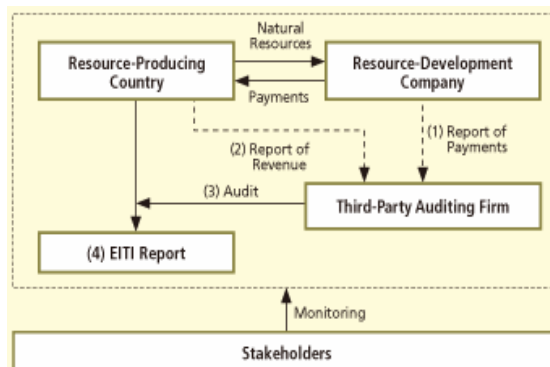 Natural
Resources
Resource-Producing
Country
Resource-Development
Company
Payments
(1) Report of
Payments
(2) Report of
Revenue
(3) Audit
Third-Party Auditing Firm
(4) EITI Report
Monitoring
Stakeholders